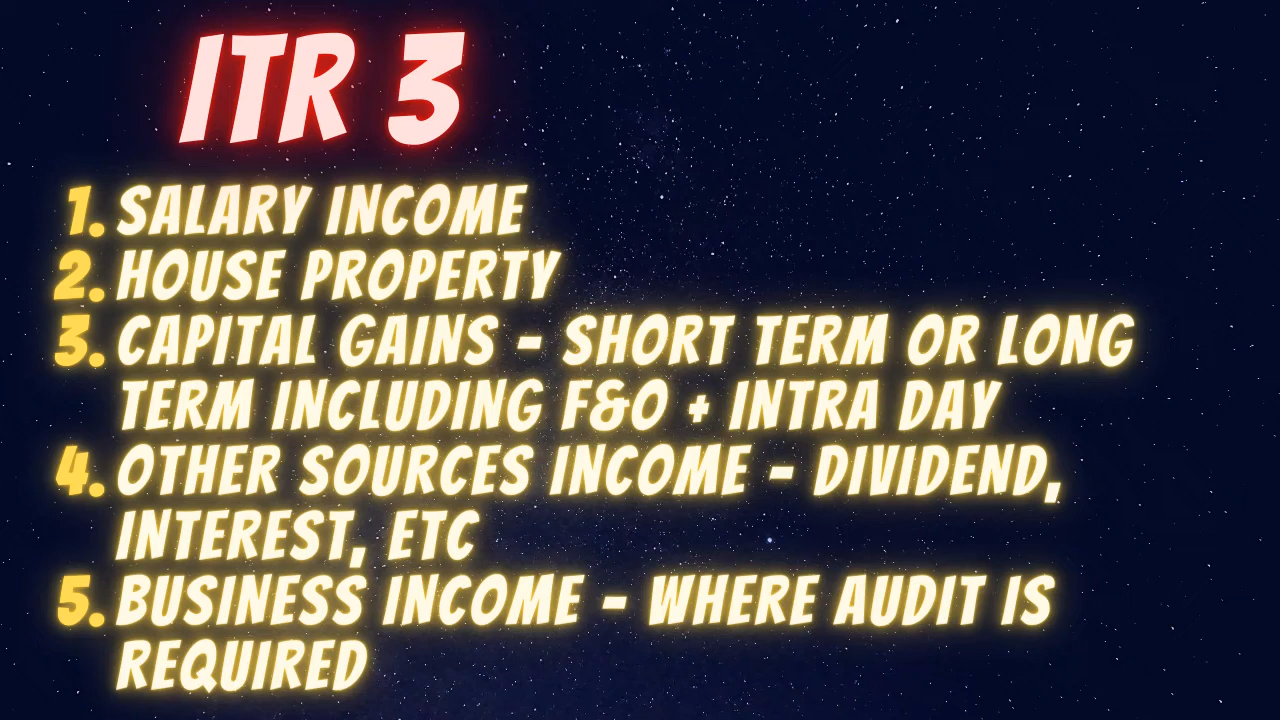 ITR 3
1. SALARY INCOME
2. HOUSE PROPERTY
3. CAPITAL GAINS - SHORT TERM OR LONG
TERM INCLUDING F&O + INTRA DAY
4. OTHER SOURCES INCOME - DIVIDEND,
INTEREST, ETC
5. BUSINESS INCOME - WHERE AUDIT IS
REQUIRED